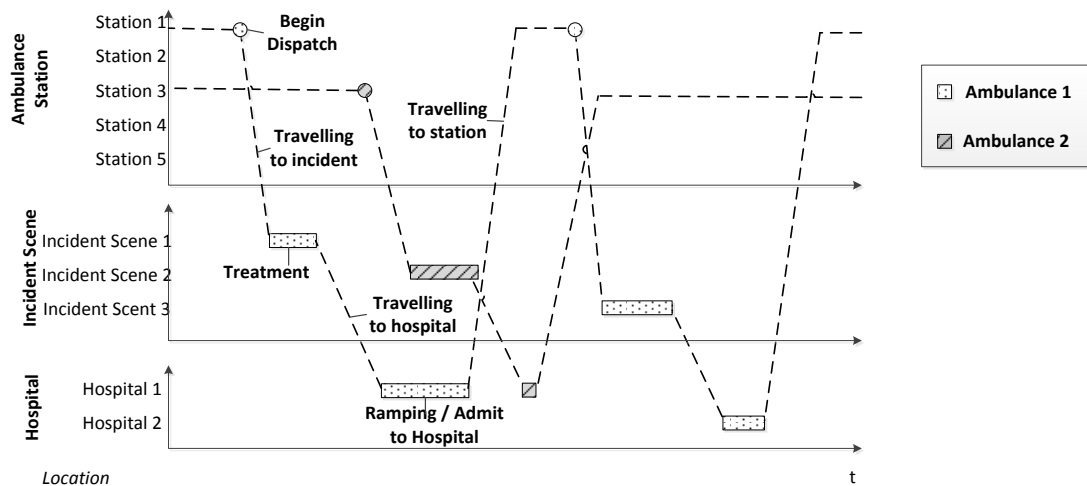 Ambulance
Station
Station 1
Station 2
Station 3
Station 4
Station 5
Begin
Dispatch
Travelling
to incident
Travelling
to station
Ambulance 1
Ambulance 2
Incident Scene
Incident Scene 1
Incident Scene 2
Incident Scent 3
Treatment
Travelling
to hospital
Hospital
Hospital 1
Hospital 2
Ramping / Admit
to Hospital
Location
t